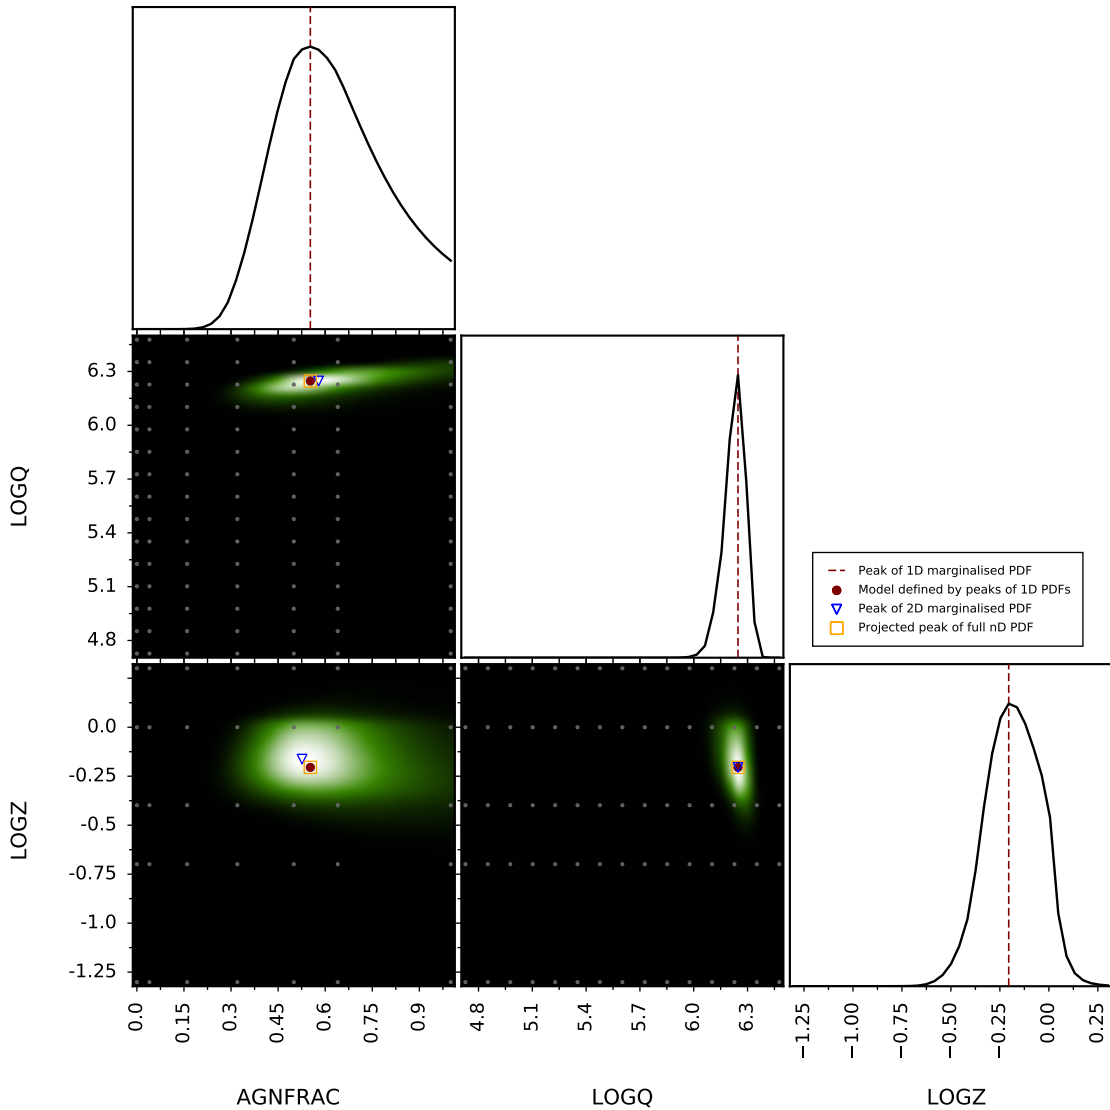 6.3
6.0
5.7
5.4
5.1
4.8
LOGQ
Peak of 1D marginalised PDF
Model defined by peaks of 1D PDFs
Peak of 2D marginalised PDF
Projected peak of full nD PDF
0.0
-0.25
-0.5
-0.75
-1.0
-1.25
LOGZ
0.0 0.15 0.3 0.45 0.6 0.75 0.9
4.8 5.1 5.4 5.7 6.0 6.3
−1.25 −1.00 −0.75 −0.50 −0.25 0.00 0.25
AGNFRAC LOGQ LOGZ